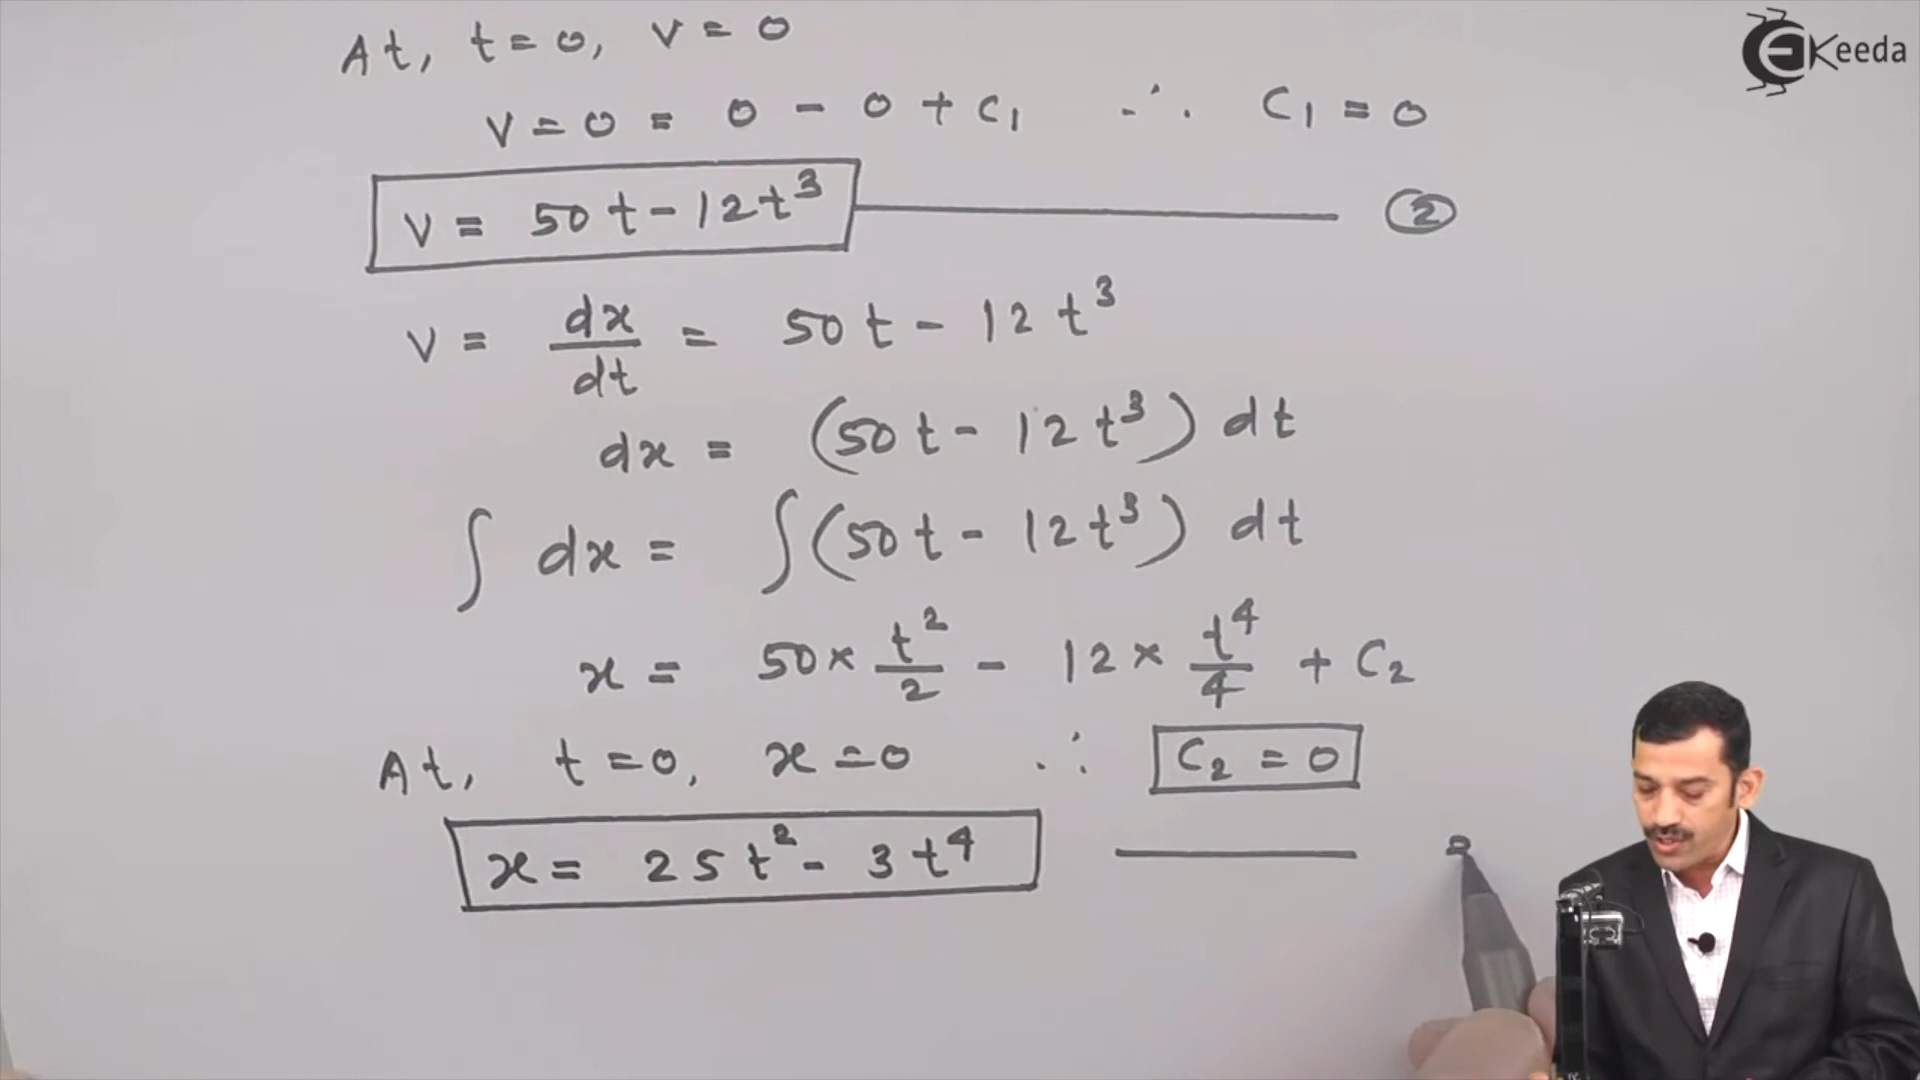 EKeeda
At, t=0, v=0
v=0 = 0 - 0 + C₁ ∴ C₁ = 0
v = 50t - 12t³ ——— ②
v = dx/dt = 50t - 12t³
dx = (50t - 12t³) dt
∫ dx = ∫(50t - 12t³) dt
x = 50 × t²/2 - 12 × t⁴/4 + C₂
At, t=0, x=0 ∴ C₂ = 0
x = 25t² - 3t⁴ ———